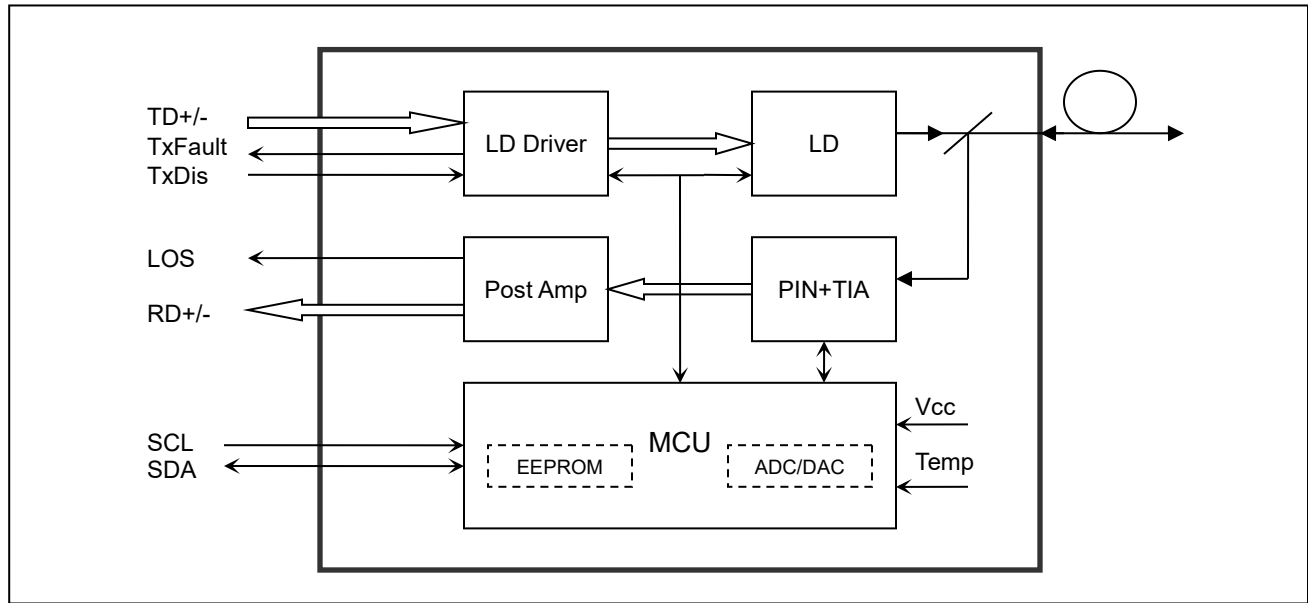 TD+/-
TxFault
TxDis
LD Driver
LD
LOS
RD+/-
Post Amp
PIN+TIA
SCL
SDA
MCU
EEPROM
ADC/DAC
Vcc
Temp